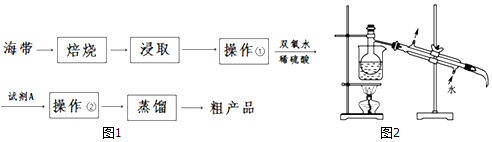 海带 → 焙烧 → 浸取 → 操作① 双氧水 稀硫酸
试剂A 操作② → 蒸馏 → 粗产品
图1
水
图2